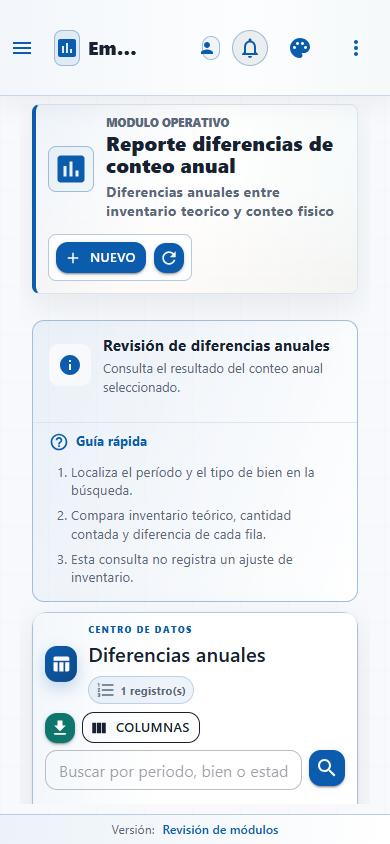 Em...
MODULO OPERATIVO
Reporte diferencias de
conteo anual
Diferencias anuales entre
inventario teorico y conteo fisico
NUEVO
Revisión de diferencias anuales
Consulta el resultado del conteo anual
seleccionado.
Guía rápida
1. Localiza el período y el tipo de bien en la
búsqueda.
2. Compara inventario teórico, cantidad
contada y diferencia de cada fila.
3. Esta consulta no registra un ajuste de
inventario.
CENTRO DE DATOS
Diferencias anuales
1 registro(s)
COLUMNAS
Buscar por periodo, bien o estad
Versión: Revisión de módulos